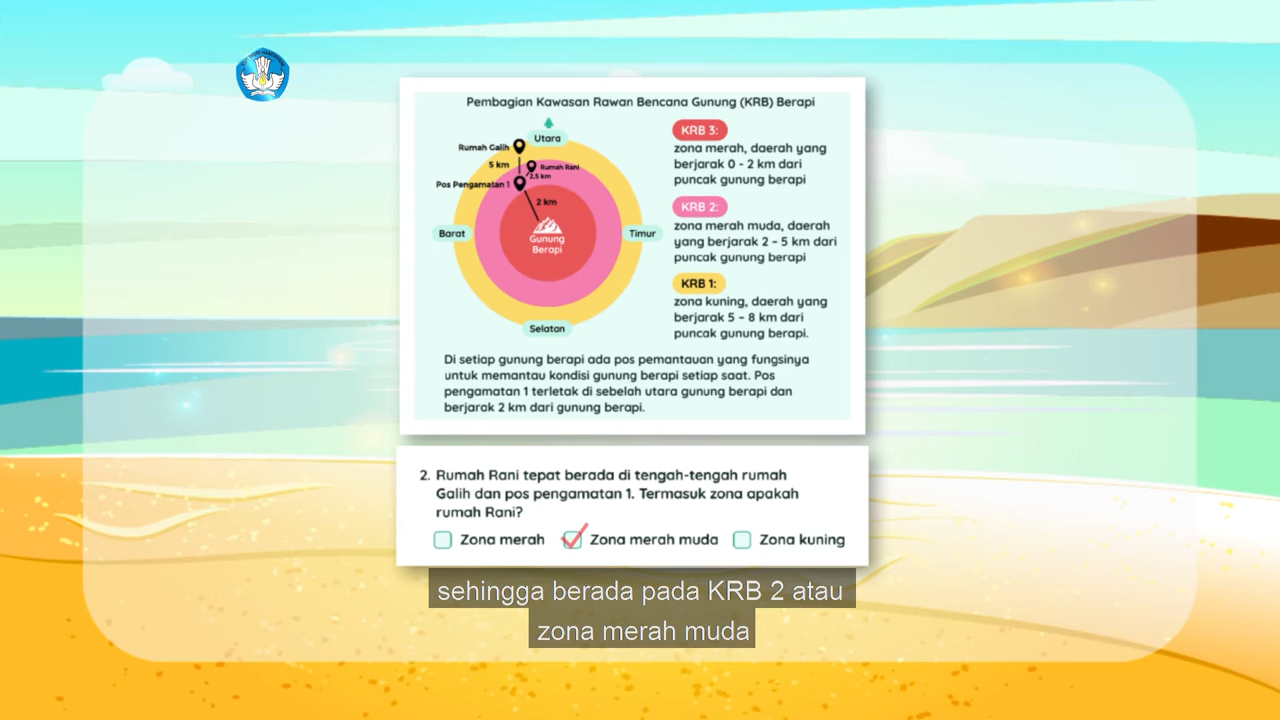 Pembagian Kawasan Rawan Bencana Gunung (KRB) Berapi
Utara
Rumah Galih
5 km
Rumah Rani
2,5 km
Pos Pengamatan 1
2 km
Barat
Gunung
Berapi
Timur
Selatan
KRB 3:
zona merah, daerah yang
berjarak 0 - 2 km dari
puncak gunung berapi
KRB 2:
zona merah muda, daerah
yang berjarak 2 – 5 km dari
puncak gunung berapi
KRB 1:
zona kuning, daerah yang
berjarak 5 – 8 km dari
puncak gunung berapi.
Di setiap gunung berapi ada pos pemantauan yang fungsinya
untuk memantau kondisi gunung berapi setiap saat. Pos
pengamatan 1 terletak di sebelah utara gunung berapi dan
berjarak 2 km dari gunung berapi.
2. Rumah Rani tepat berada di tengah-tengah rumah
Galih dan pos pengamatan 1. Termasuk zona apakah
rumah Rani?
Zona merah Zona merah muda Zona kuning
sehingga berada pada KRB 2 atau
zona merah muda